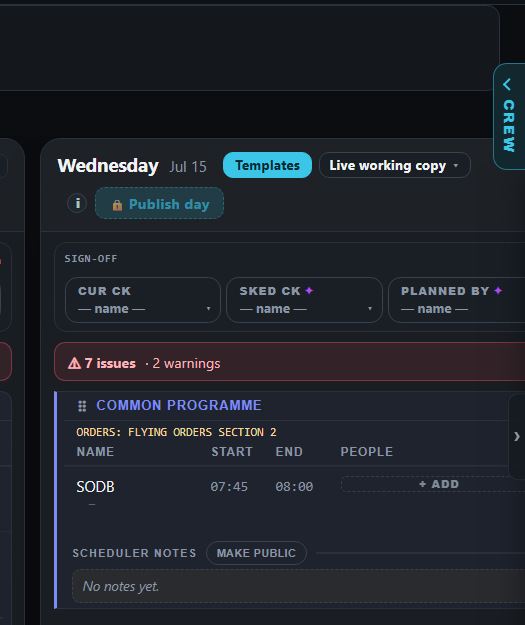 CREW
Wednesday Jul 15 Templates Live working copy
i Publish day
SIGN-OFF
CUR CK SKED CK PLANNED BY
— name — — name — — name —
7 issues · 2 warnings
COMMON PROGRAMME
ORDERS: FLYING ORDERS SECTION 2
NAME START END PEOPLE
SODB 07:45 08:00 + ADD
—
SCHEDULER NOTES MAKE PUBLIC
No notes yet.